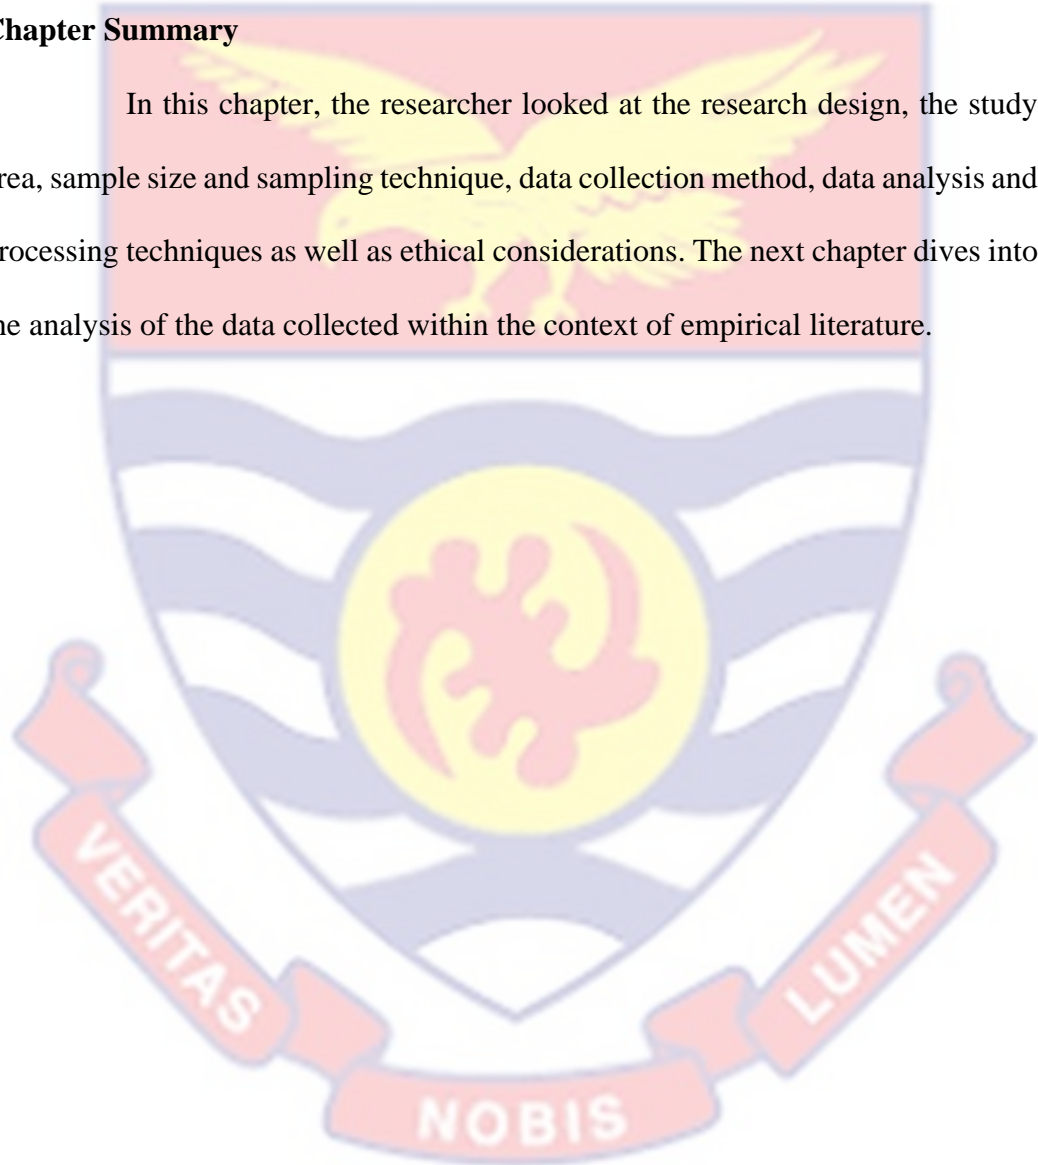 Chapter Summary
In this chapter, the researcher looked at the research design, the study
rea, sample size and sampling technique, data collection method, data analysis and
rocessing techniques as well as ethical considerations. The next chapter dives into
he analysis of the data collected within the context of empirical literature.
VERITAS
NOBIS
LUMEN